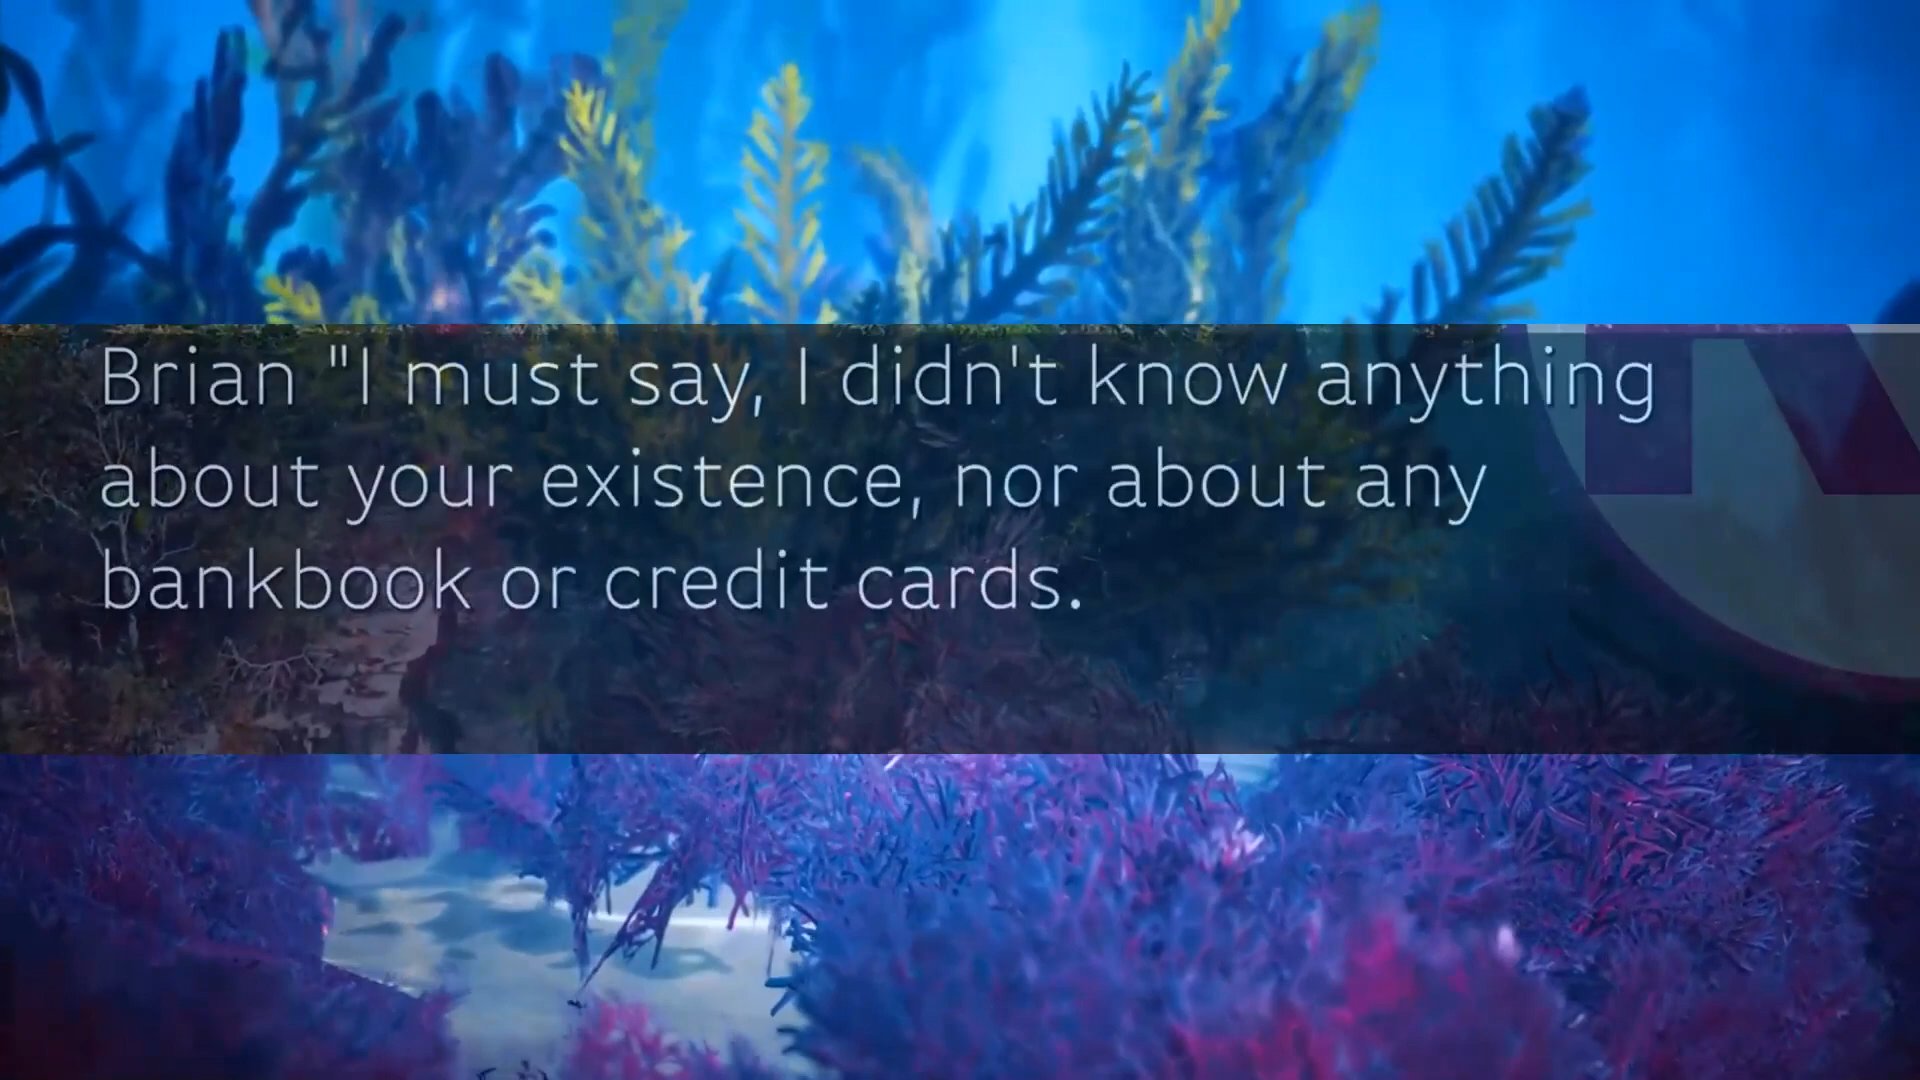 Brian "I must say, I didn't know anything
about your existence, nor about any
bankbook or credit cards.